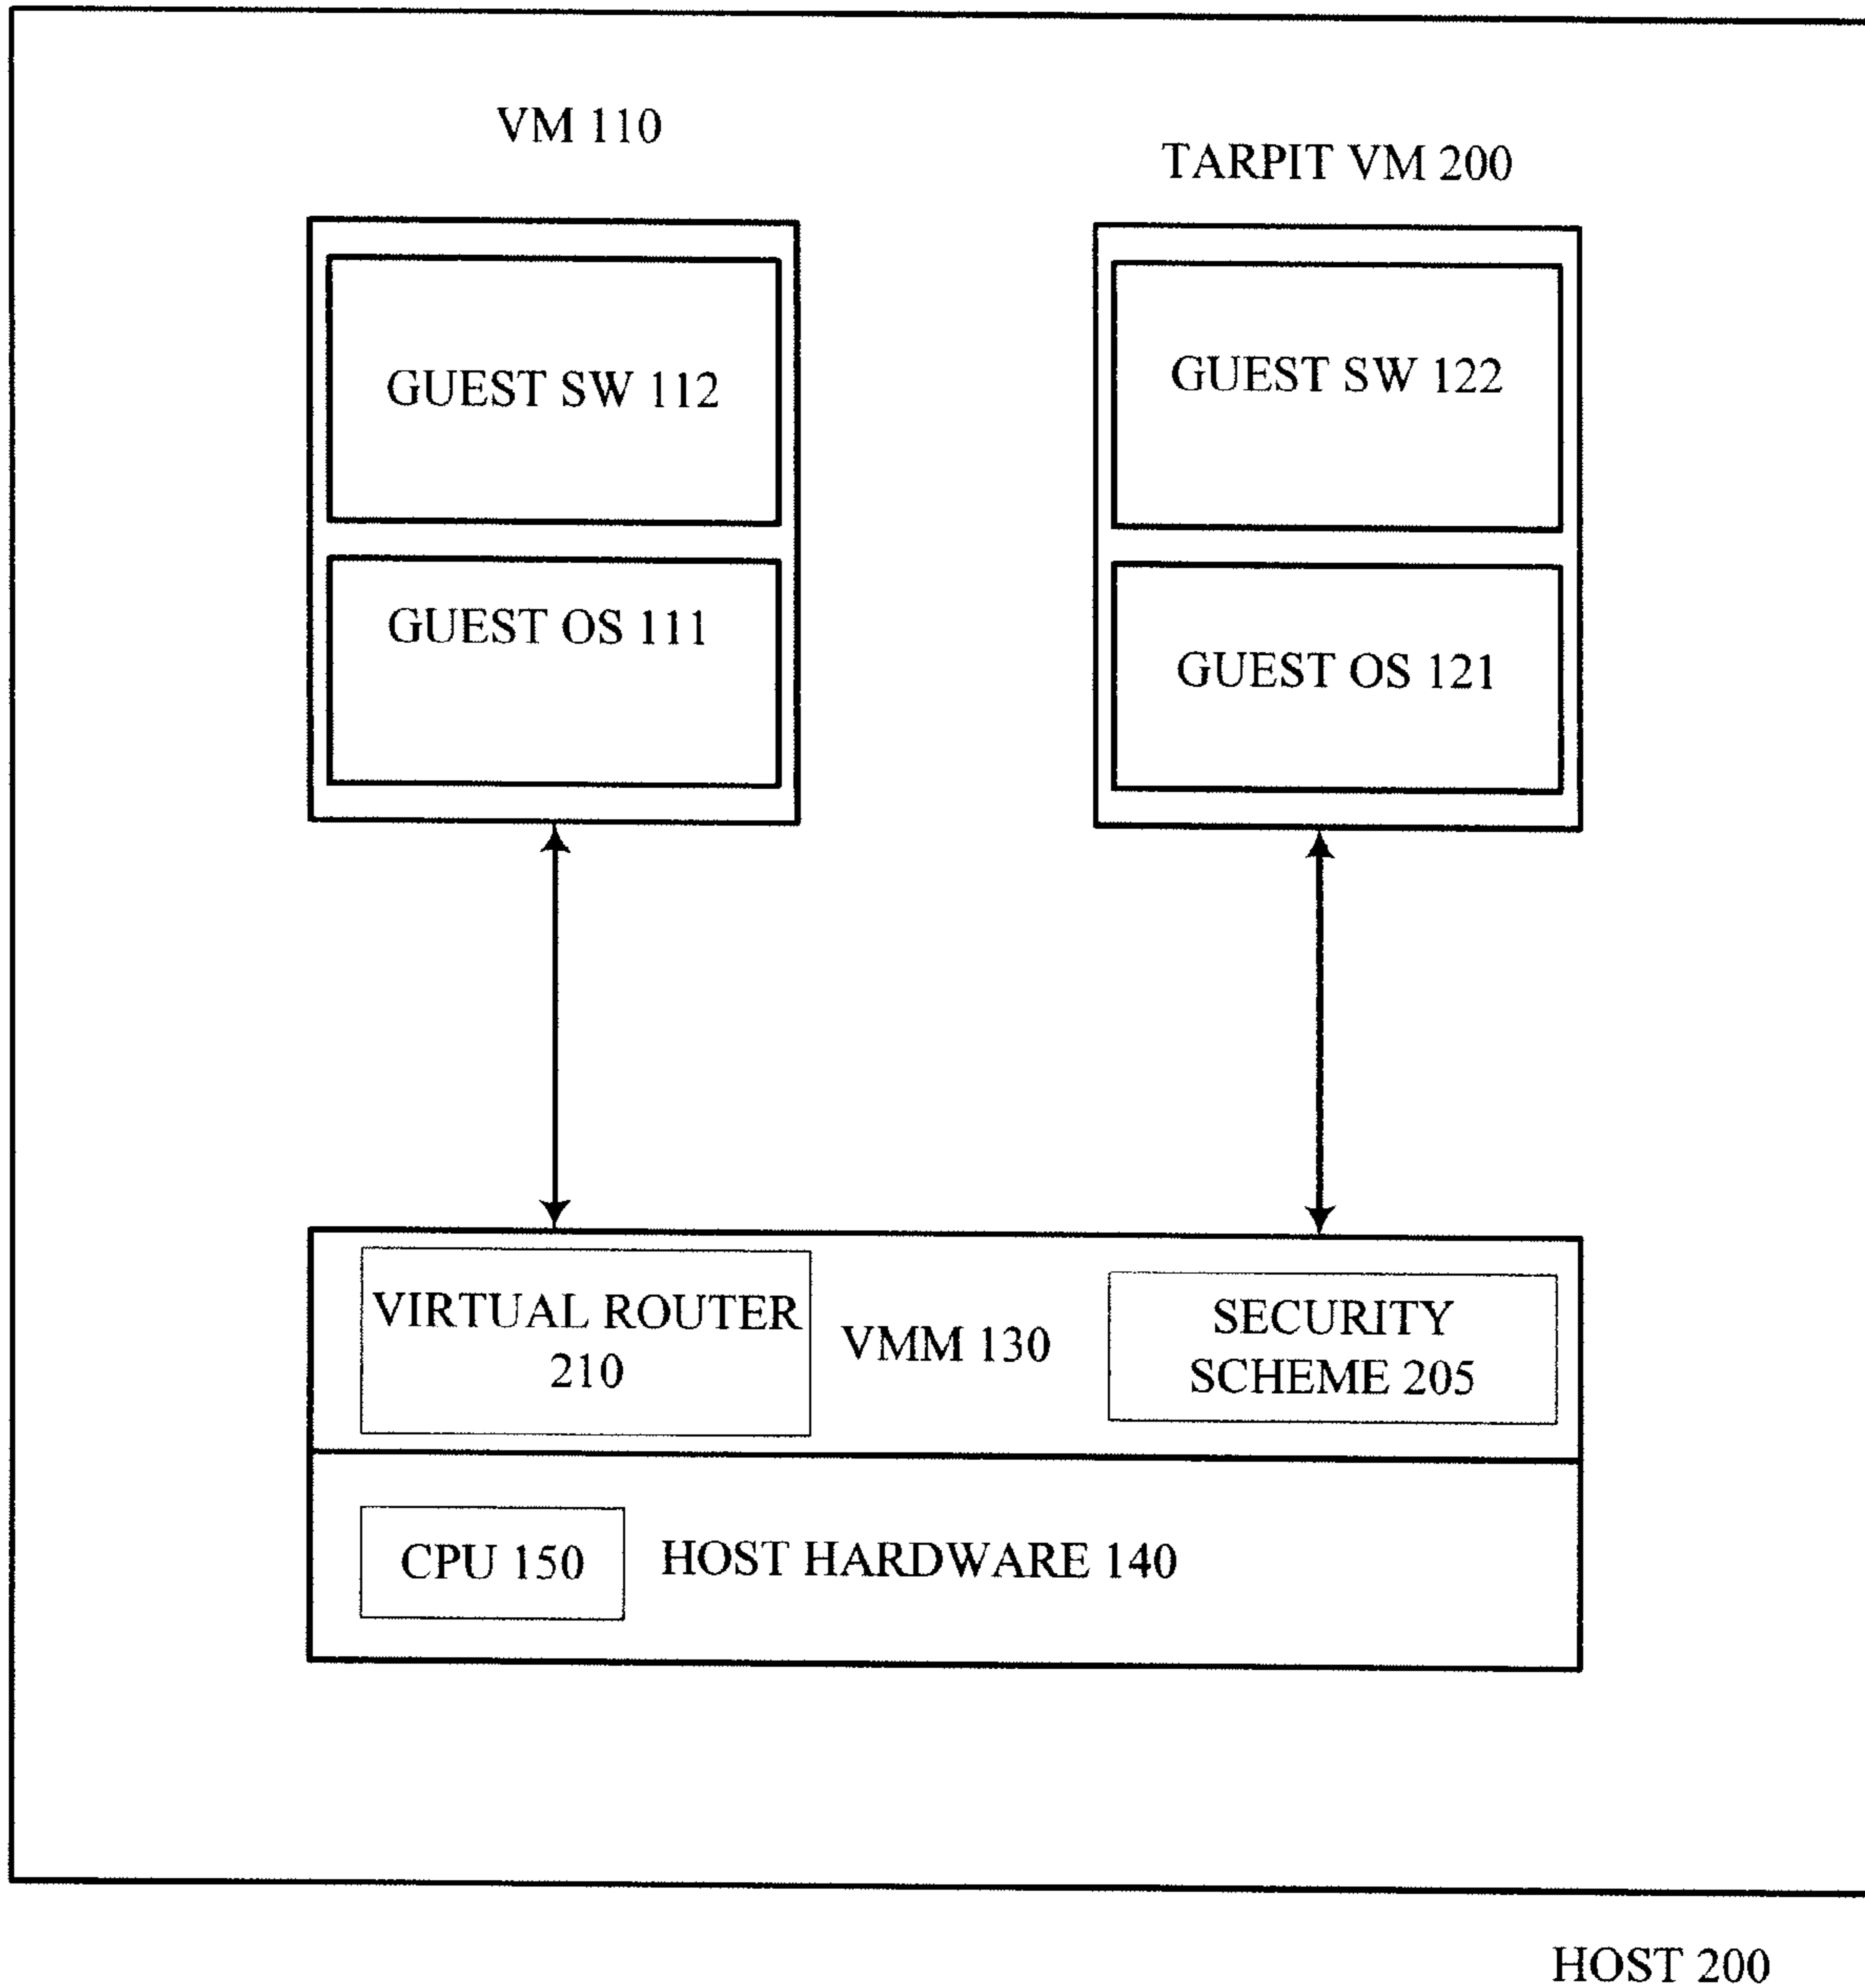 VM 110
TARPIT VM 200
GUEST SW 112
GUEST SW 122
GUEST OS 111
GUEST OS 121
VIRTUAL ROUTER
210
VMM 130
SECURITY
SCHEME 205
CPU 150
HOST HARDWARE 140
HOST 200